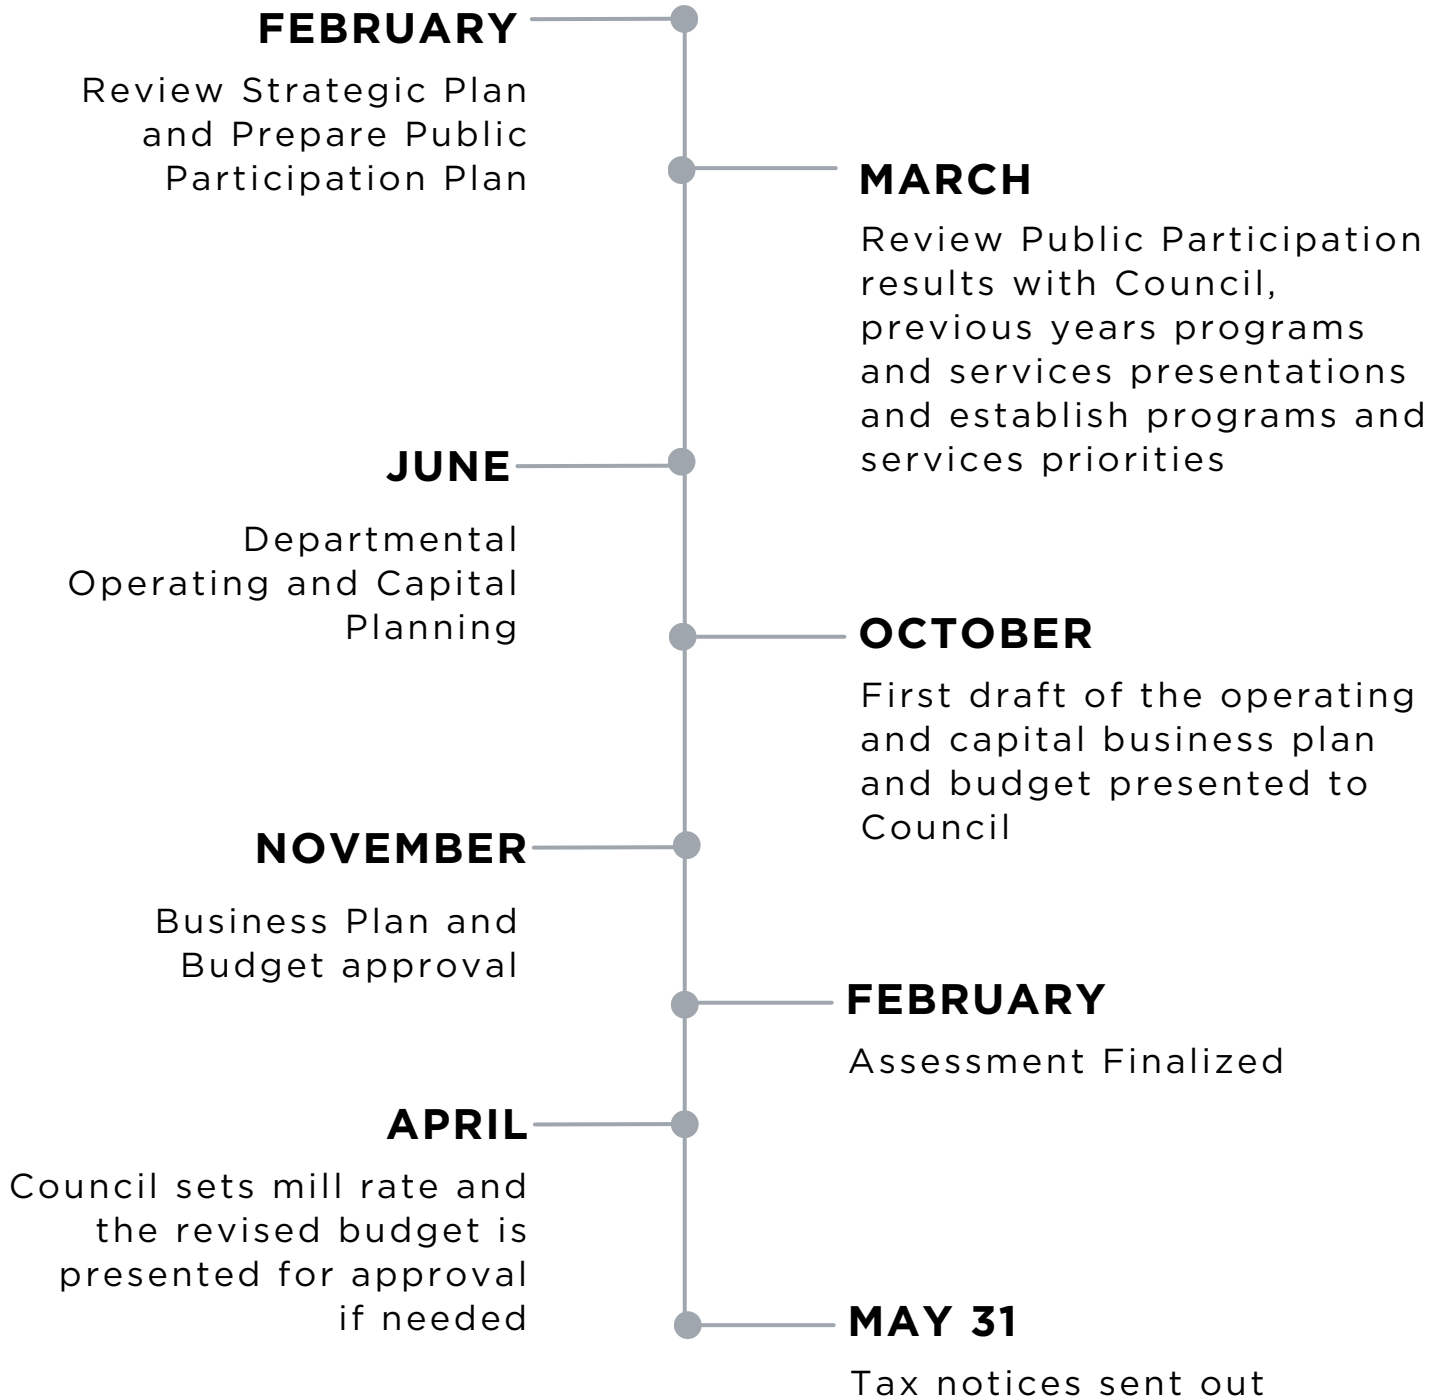 FEBRUARY
Review Strategic Plan
and Prepare Public
Participation Plan
MARCH
Review Public Participation
results with Council,
previous years programs
and services presentations
and establish programs and
services priorities
JUNE
Departmental
Operating and Capital
Planning
OCTOBER
First draft of the operating
and capital business plan
and budget presented to
Council
NOVEMBER
Business Plan and
Budget approval
FEBRUARY
Assessment Finalized
APRIL
Council sets mill rate and
the revised budget is
presented for approval
if needed
MAY 31
Tax notices sent out